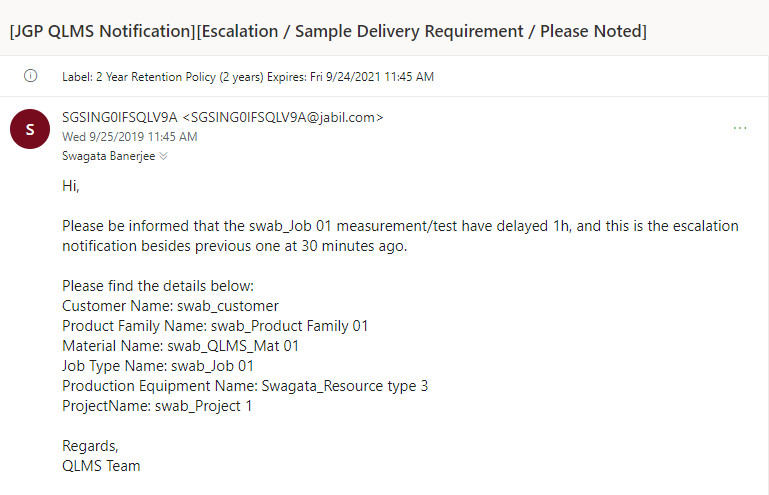 [JGP QLMS Notification][Escalation / Sample Delivery Requirement / Please Noted]
Label: 2 Year Retention Policy (2 years) Expires: Fri 9/24/2021 11:45 AM
S
SGSING0IFSQLV9A <SGSING0IFSQLV9A@jabil.com>
Wed 9/25/2019 11:45 AM
Swagata Banerjee
Hi,
Please be informed that the swab_Job 01 measurement/test have delayed 1h, and this is the escalation
notification besides previous one at 30 minutes ago.
Please find the details below:
Customer Name: swab_customer
Product Family Name: swab_Product Family 01
Material Name: swab_QLMS_Mat 01
Job Type Name: swab_Job 01
Production Equipment Name: Swagata_Resource type 3
ProjectName: swab_Project 1
Regards,
QLMS Team